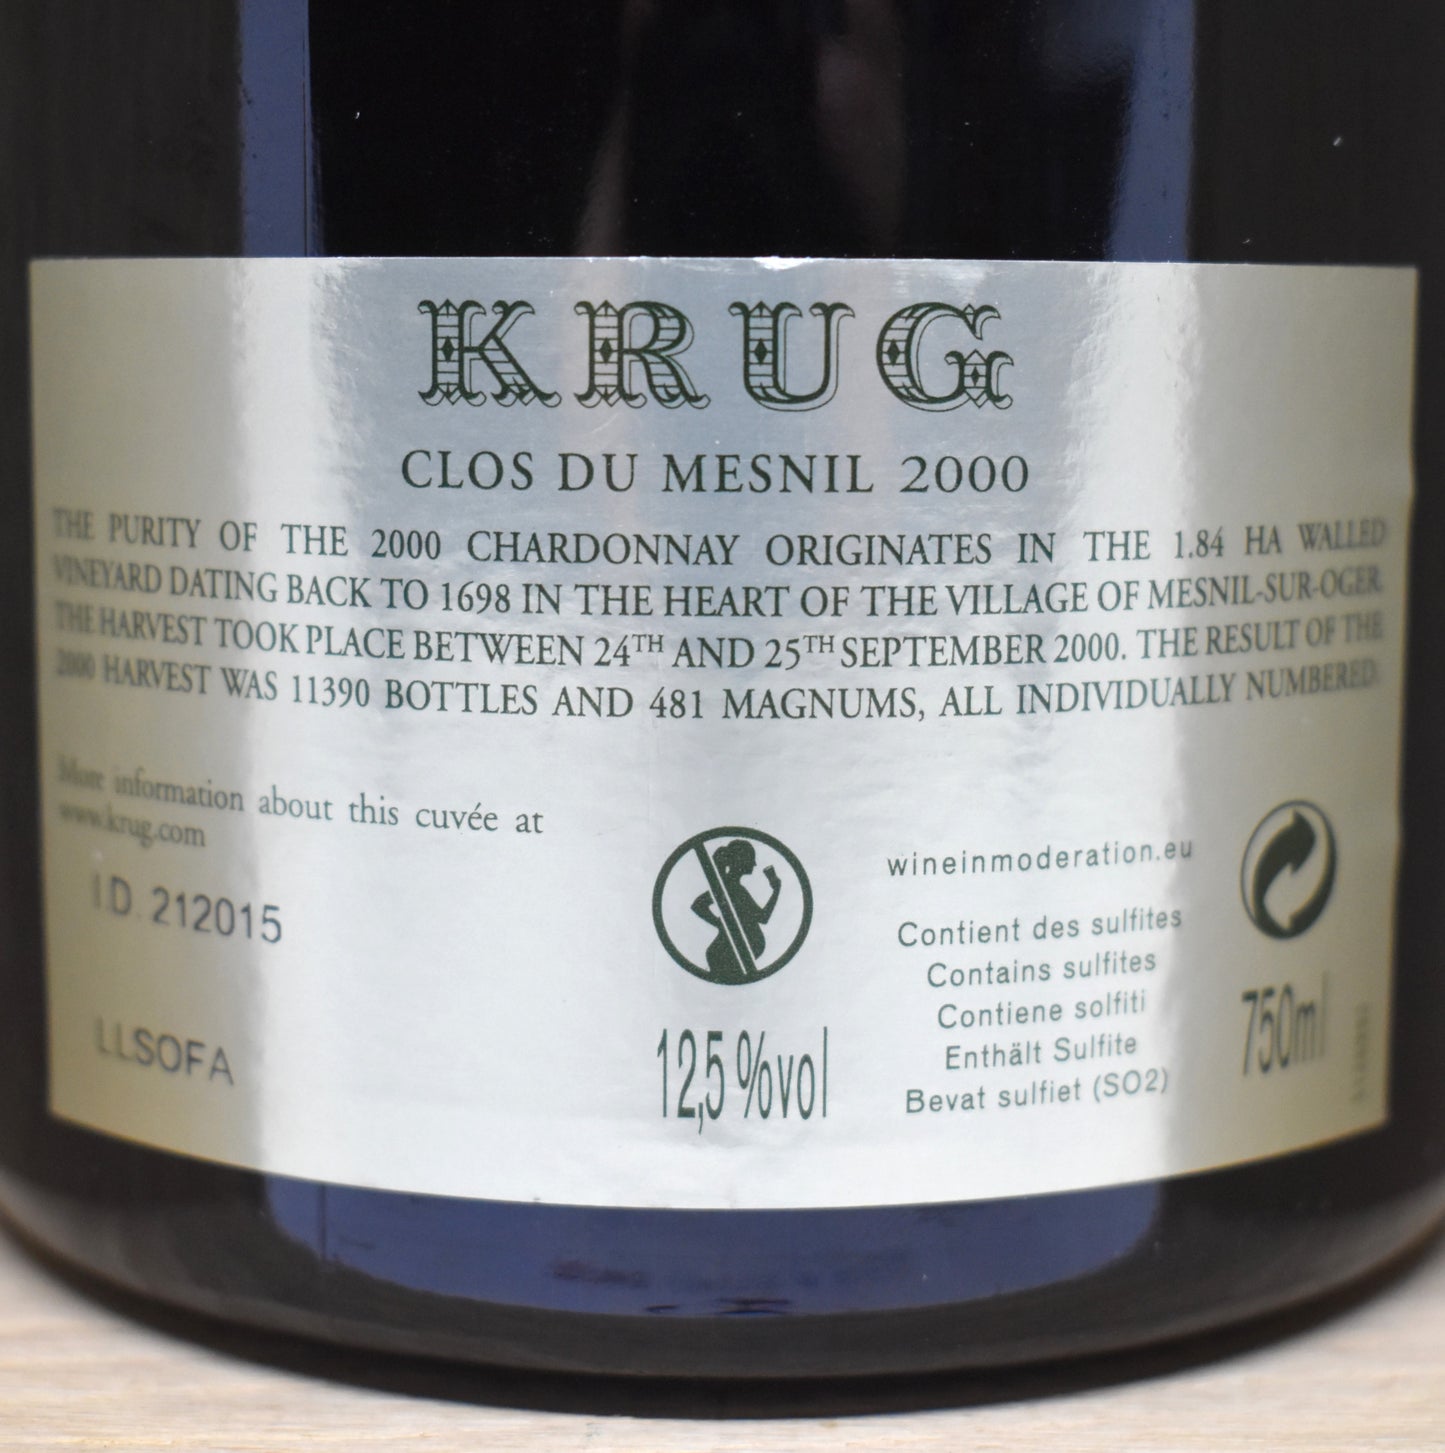 KRUG
CLOS DU MESNIL 2000
THE PURITY OF THE 2000 CHARDONNAY ORIGINATES IN THE 1.84 HA WALLED
VINEYARD DATING BACK TO 1698 IN THE HEART OF THE VILLAGE OF MESNIL-SUR-OGER.
THE HARVEST TOOK PLACE BETWEEN 24TH AND 25TH SEPTEMBER 2000. THE RESULT OF THE
2000 HARVEST WAS 11390 BOTTLES AND 481 MAGNUMS, ALL INDIVIDUALLY NUMBERED.
More information about this cuvée at
www.krug.com
I.D. 212015
LLSOFA
12,5 %vol
wineinmoderation.eu
Contient des sulfites
Contains sulfites
Contiene solfiti
Enthält Sulfite
Bevat sulfiet (SO2)
750ml